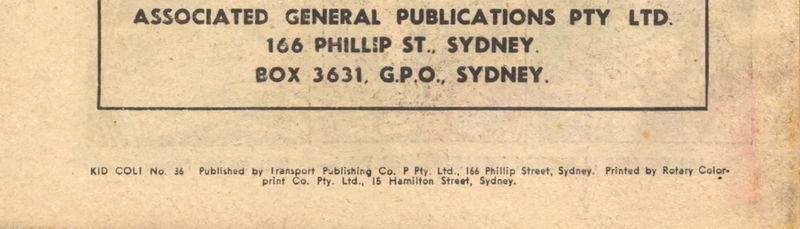 ASSOCIATED GENERAL PUBLICATIONS PTY LTD.
166 PHILLIP ST., SYDNEY.
BOX 3631, G.P.O., SYDNEY.
KID COLT No. 36 Published by Transport Publishing Co. P Pty. Ltd., 166 Phillip Street, Sydney. Printed by Rotary Color-
print Co. Pty. Ltd., 15 Hamilton Street, Sydney.